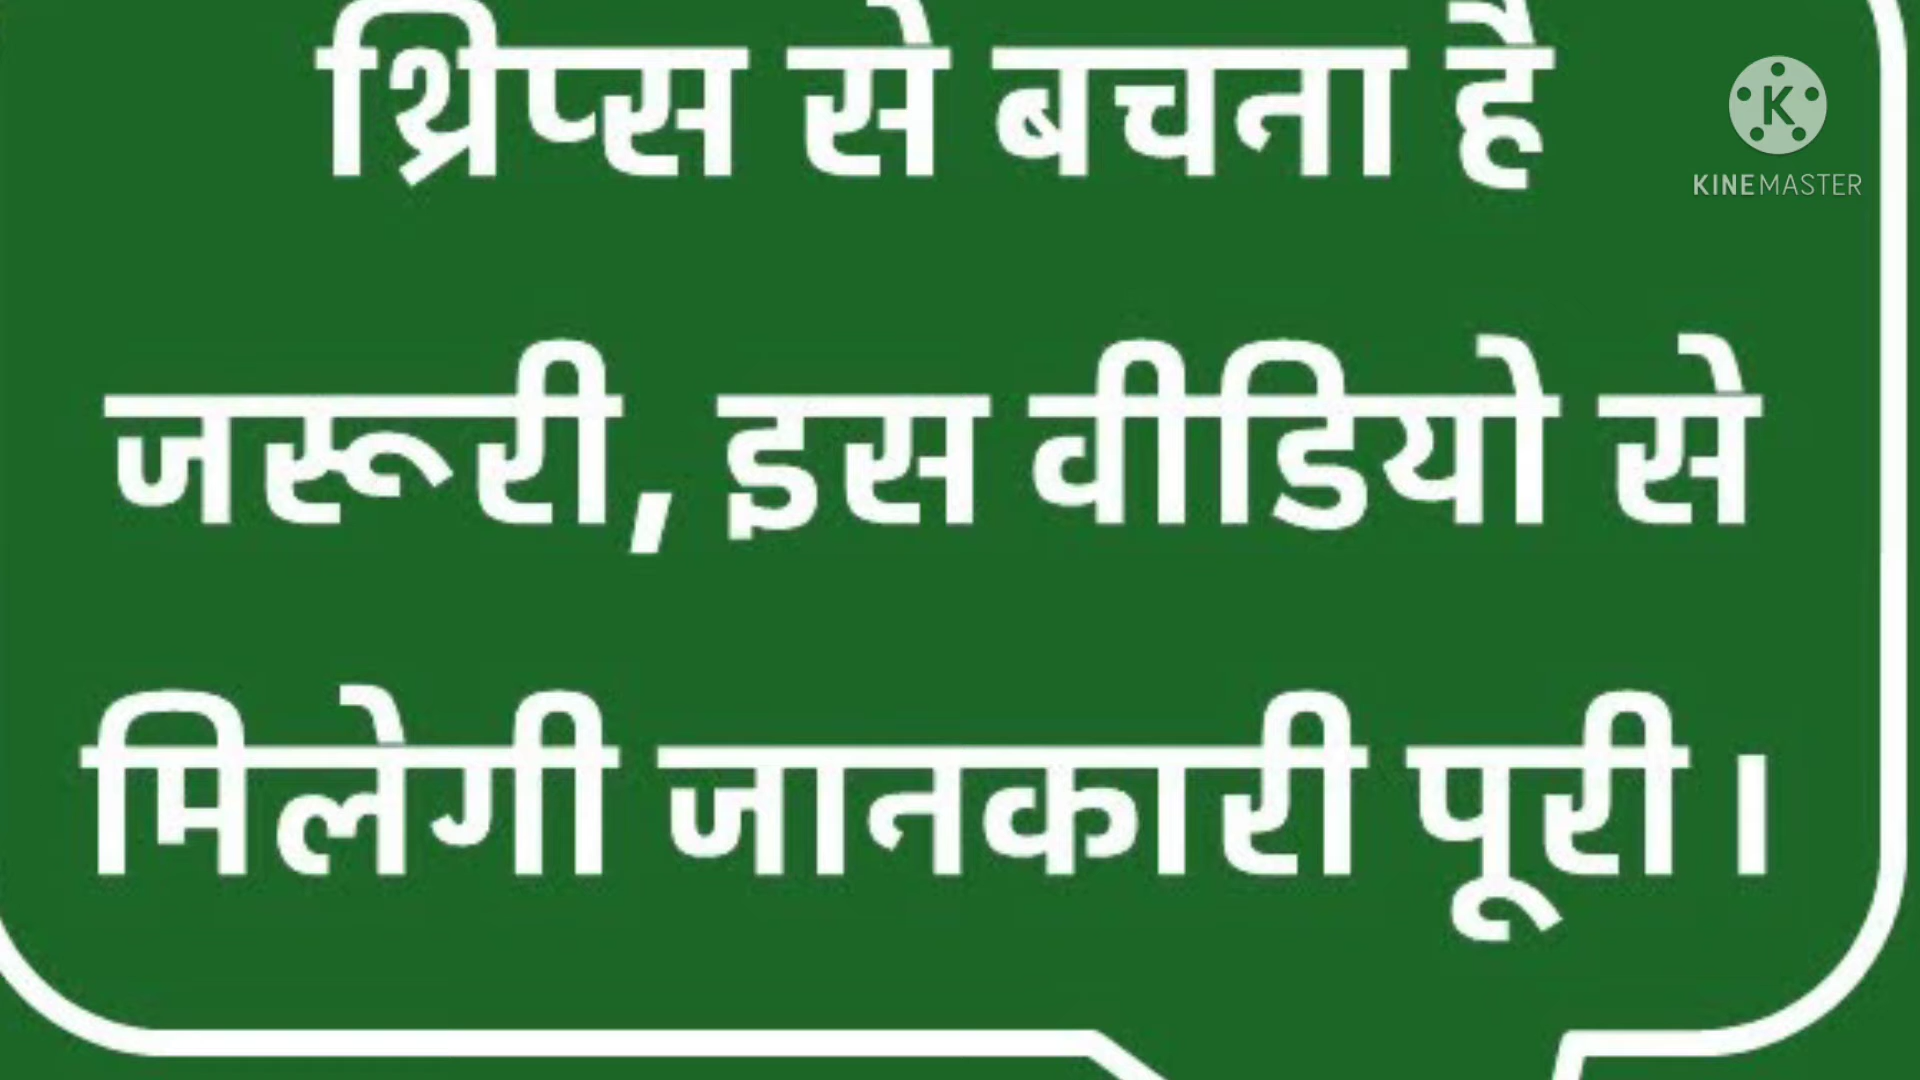 थ्रिप्स से बचना है
जरूरी, इस वीडियो से
मिलेगी जानकारी पूरी।
K
KINEMASTER